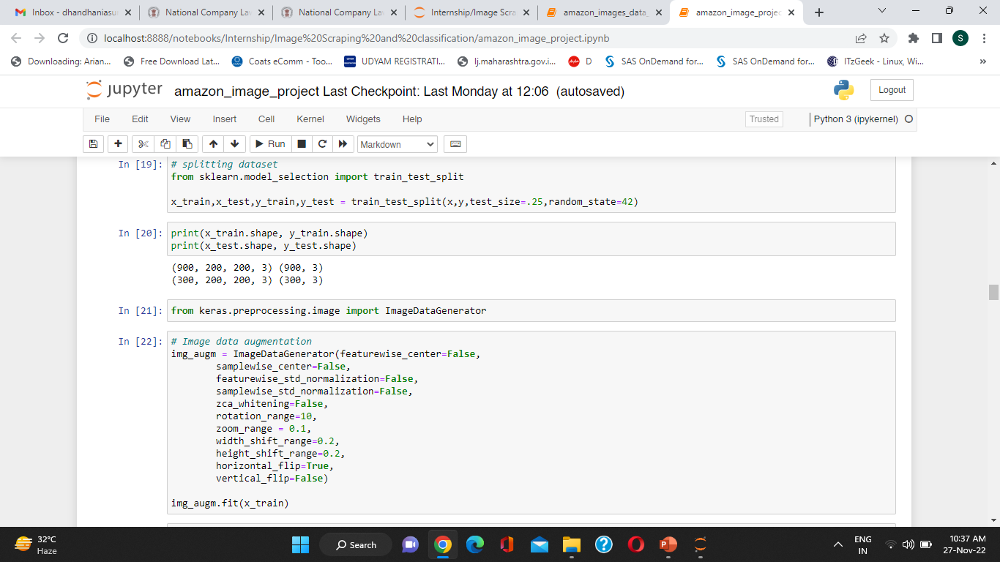 Inbox - dhandhaniasu
National Company La
National Company La
Internship/Image Scra
amazon_images_data_
amazon_image_projec
localhost:8888/notebooks/Internship/Image%20Scraping%20and%20classification/amazon_image_project.ipynb
S
Downloading: Arian...
Free Download Lat...
Coats eComm - Too...
UDYAM REGISTRATI...
lj.maharashtra.gov.i...
D
SAS OnDemand for...
SAS OnDemand for...
ITzGeek - Linux, Wi...
»
jupyter amazon_image_project Last Checkpoint: Last Monday at 12:06 (autosaved)
Logout
File Edit View Insert Cell Kernel Widgets Help
Trusted
Python 3 (ipykernel)
Run
Markdown
In [19]: # splitting dataset
from sklearn.model_selection import train_test_split
x_train,x_test,y_train,y_test = train_test_split(x,y,test_size=.25,random_state=42)
In [20]: print(x_train.shape, y_train.shape)
print(x_test.shape, y_test.shape)
(900, 200, 200, 3) (900, 3)
(300, 200, 200, 3) (300, 3)
In [21]: from keras.preprocessing.image import ImageDataGenerator
In [22]: # Image data augmentation
img_augm = ImageDataGenerator(featurewise_center=False,
samplewise_center=False,
featurewise_std_normalization=False,
samplewise_std_normalization=False,
zca_whitening=False,
rotation_range=10,
zoom_range = 0.1,
width_shift_range=0.2,
height_shift_range=0.2,
horizontal_flip=True,
vertical_flip=False)
img_augm.fit(x_train)
32°C
Haze
Search
ENG
IN
10:37 AM
27-Nov-22